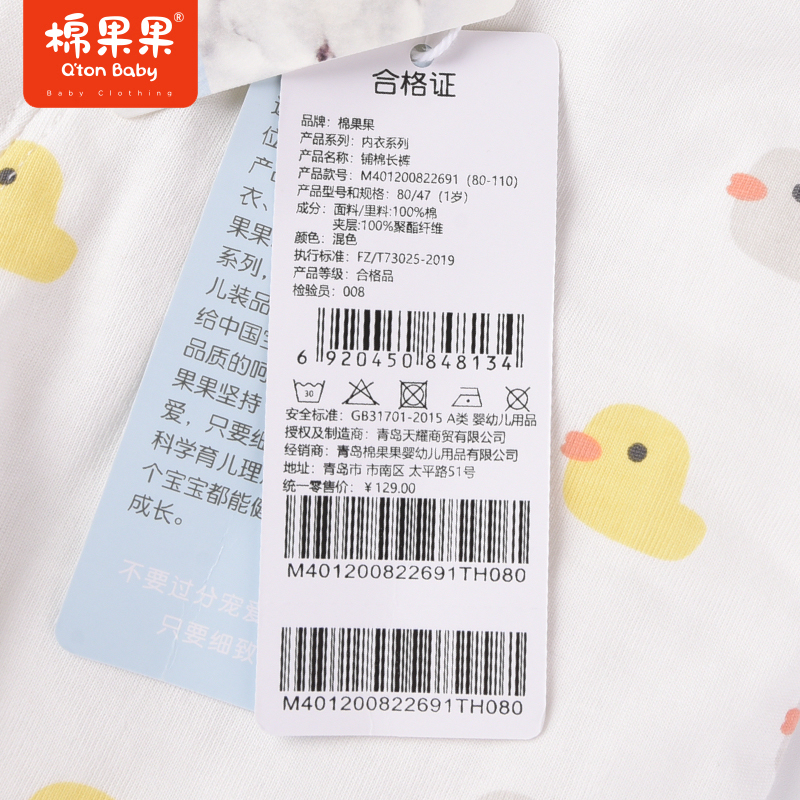 棉果果®
Q'ton Baby
Baby Clothing
合格证
品牌：棉果果
产品系列：内衣系列
产品名称：铺棉长裤
产品款号：M401200822691 (80-110)
产品型号和规格：80/47（1岁）
成分：面料/里料:100%棉
夹层:100%聚酯纤维
颜色：混色
执行标准：FZ/T73025-2019
产品等级：合格品
检验员：008
6 920450 848134
30
安全标准：GB31701-2015 A类 婴幼儿用品
授权及制造商：青岛天耀商贸有限公司
经销商：青岛棉果果婴幼儿用品有限公司
地址：青岛市 市南区 太平路51号
统一零售价：￥129.00
M401200822691TH080
M401200822691TH080
位
产
衣、
果果
系列，
儿装品
给中国宝
品质的呵
果果坚持
爱，只要细
科学育儿理
个宝宝都能健
成长。
不要过分宠爱
只要细致